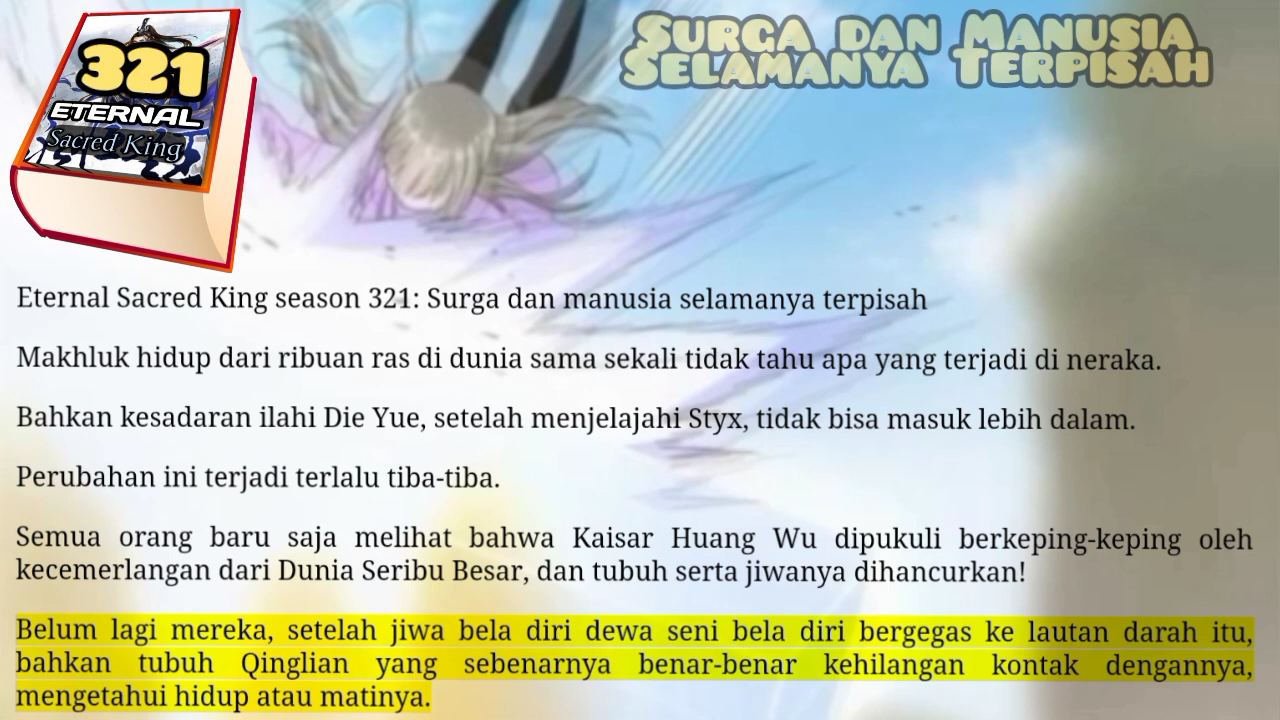 321
ETERNAL
Sacred King
SURGA DAN MANUSIA
SELAMANYA TERPISAH
Eternal Sacred King season 321: Surga dan manusia selamanya terpisah
Makhluk hidup dari ribuan ras di dunia sama sekali tidak tahu apa yang terjadi di neraka.
Bahkan kesadaran ilahi Die Yue, setelah menjelajahi Styx, tidak bisa masuk lebih dalam.
Perubahan ini terjadi terlalu tiba-tiba.
Semua orang baru saja melihat bahwa Kaisar Huang Wu dipukuli berkeping-keping oleh
kecemerlangan dari Dunia Seribu Besar, dan tubuh serta jiwanya dihancurkan!
Belum lagi mereka, setelah jiwa bela diri dewa seni bela diri bergegas ke lautan darah itu,
bahkan tubuh Qinglian yang sebenarnya benar-benar kehilangan kontak dengannya,
mengetahui hidup atau matinya.